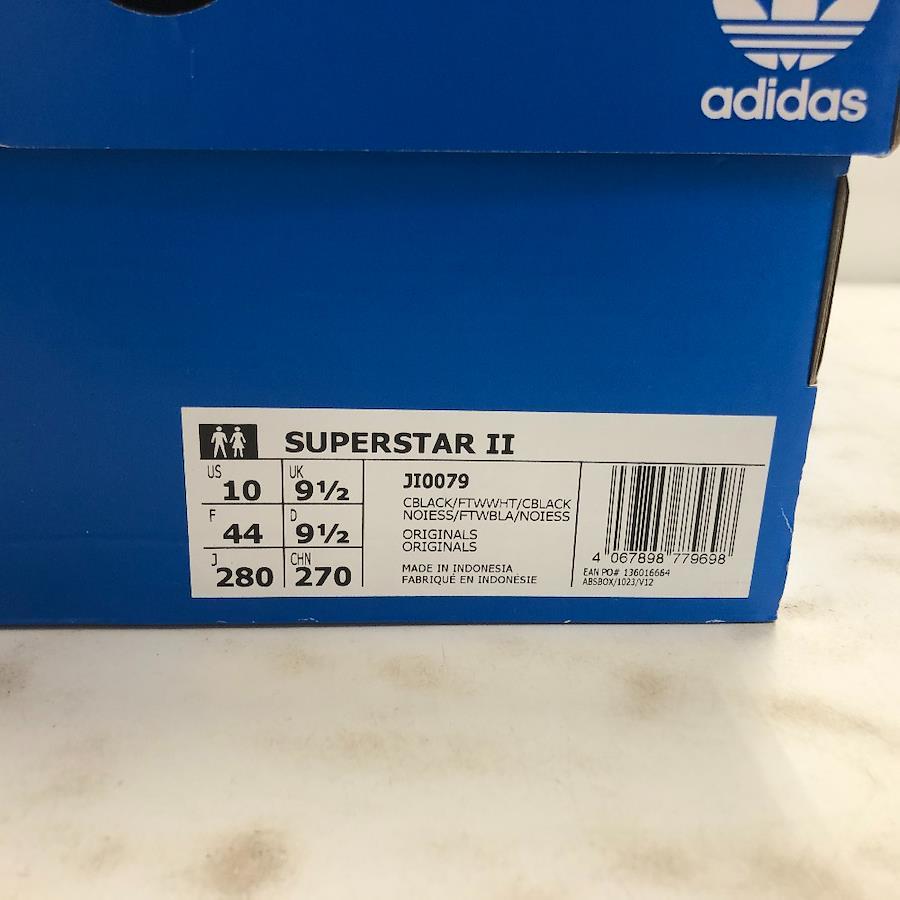 adidas
SUPERSTAR II
US 10 UK 9½
F 44 D 9½
J 280 CHN 270
JI0079
CBLACK/FTWWHT/CBLACK
NOIESS/FTWBLA/NOIESS
ORIGINALS
ORIGINALS
MADE IN INDONESIA
FABRIQUÉ EN INDONÉSIE
4 067898 779698
EAN PO# 136016664
ABSBOX/1023/V12